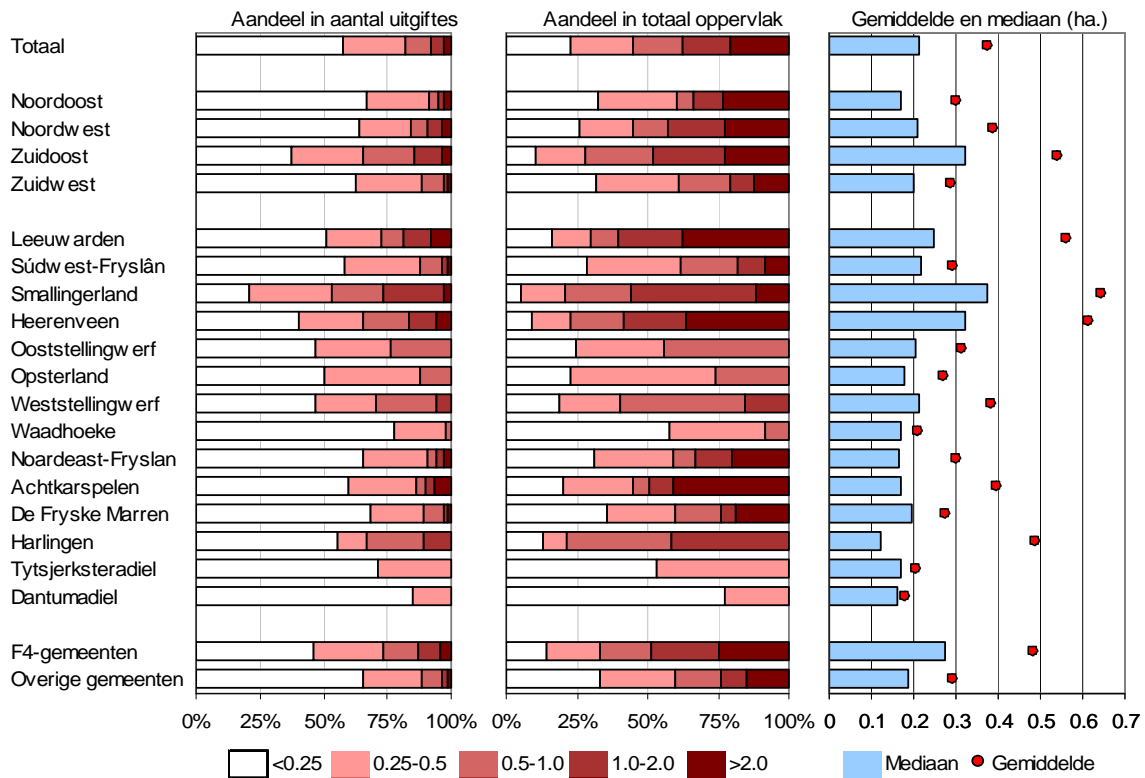 Aandeel in aantal uitgiftes
Aandeel in totaal oppervlak
Gemiddelde en mediaan (ha.)
Totaal
Noordoost
Noordwest
Zuidoost
Zuidwest
Leeuwarden
Súdwest-Fryslân
Smallingerland
Heerenveen
Ooststellingwerf
Opsterland
Weststellingwerf
Waadhoeke
Noardeast-Fryslan
Achtkarspelen
De Fryske Marren
Harlingen
Tytsjerksteradiel
Dantumadiel
F4-gemeenten
Overige gemeenten
0% 25% 50% 75% 100%
0% 25% 50% 75% 100%
0 0.1 0.2 0.3 0.4 0.5 0.6 0.7
<0.25 0.25-0.5 0.5-1.0 1.0-2.0 >2.0
Mediaan Gemiddelde